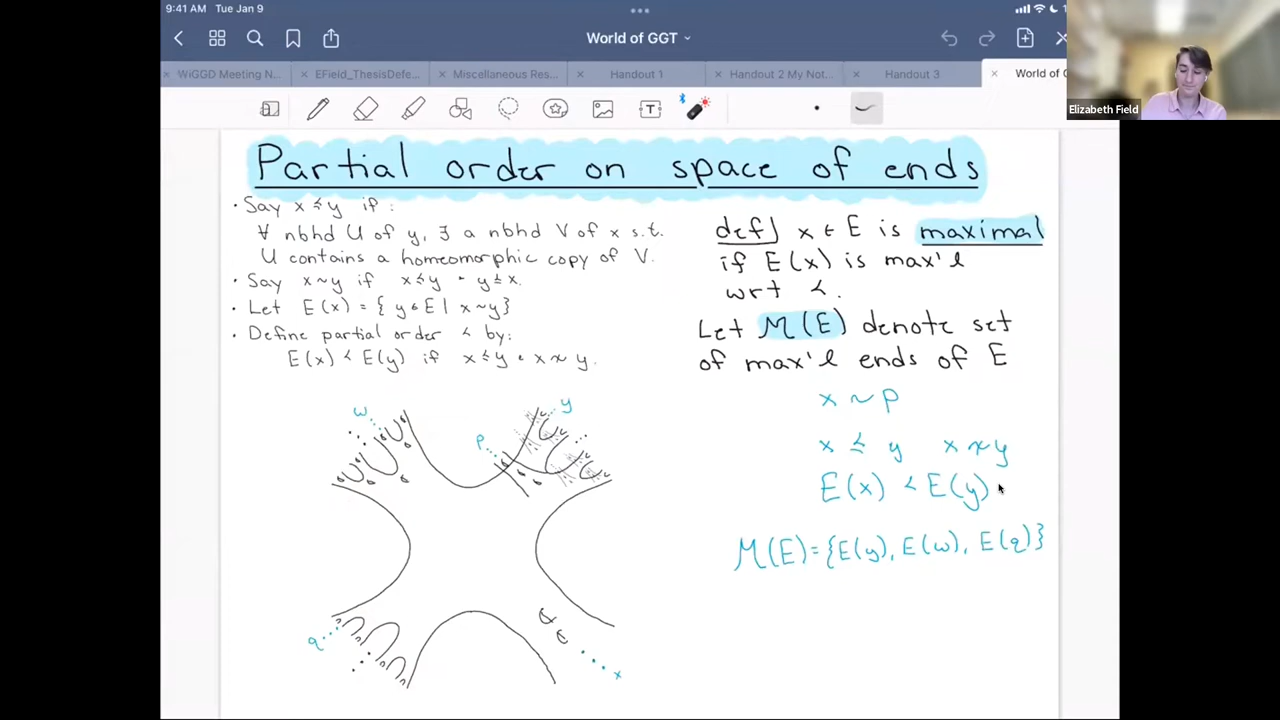 9:41 AM Tue Jan 9
World of GGT
WiGGD Meeting N...
EField_ThesisDefe...
Miscellaneous Res...
Handout 1
Handout 2 My Not...
Handout 3
World of
Elizabeth Field
Partial order on space of ends
• Say x ≼ y if :
∀ nbhd U of y, ∃ a nbhd V of x s.t.
U contains a homeomorphic copy of V.
• Say x ~ y if x ≼ y + y ≼ x.
• Let E(x) = { y ∈ E | x ~ y }
• Define partial order ≺ by:
E(x) ≺ E(y) if x ≼ y + x ≁ y.
def) x ∈ E is maximal
if E(x) is max'l
wrt ≺.
Let M(E) denote set
of max'l ends of E
x ~ p
x ≼ y x ≁ y
E(x) ≺ E(y)
M(E) = {E(y), E(w), E(q)}
w
p
y
q
x